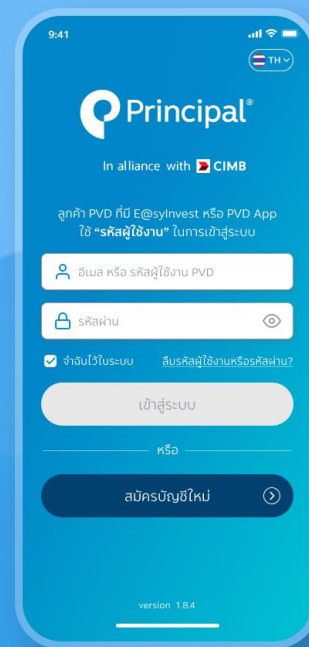 9:41
TH
Principal®
In alliance with CIMB
ลูกค้า PVD ที่มี E@syInvest หรือ PVD App
ใช้ “รหัสผู้ใช้งาน” ในการเข้าสู่ระบบ
อีเมล หรือ รหัสผู้ใช้งาน PVD
รหัสผ่าน
จำฉันไว้ในระบบ ลืมรหัสผู้ใช้งานหรือรหัสผ่าน?
เข้าสู่ระบบ
หรือ
สมัครบัญชีใหม่
version 1.8.4